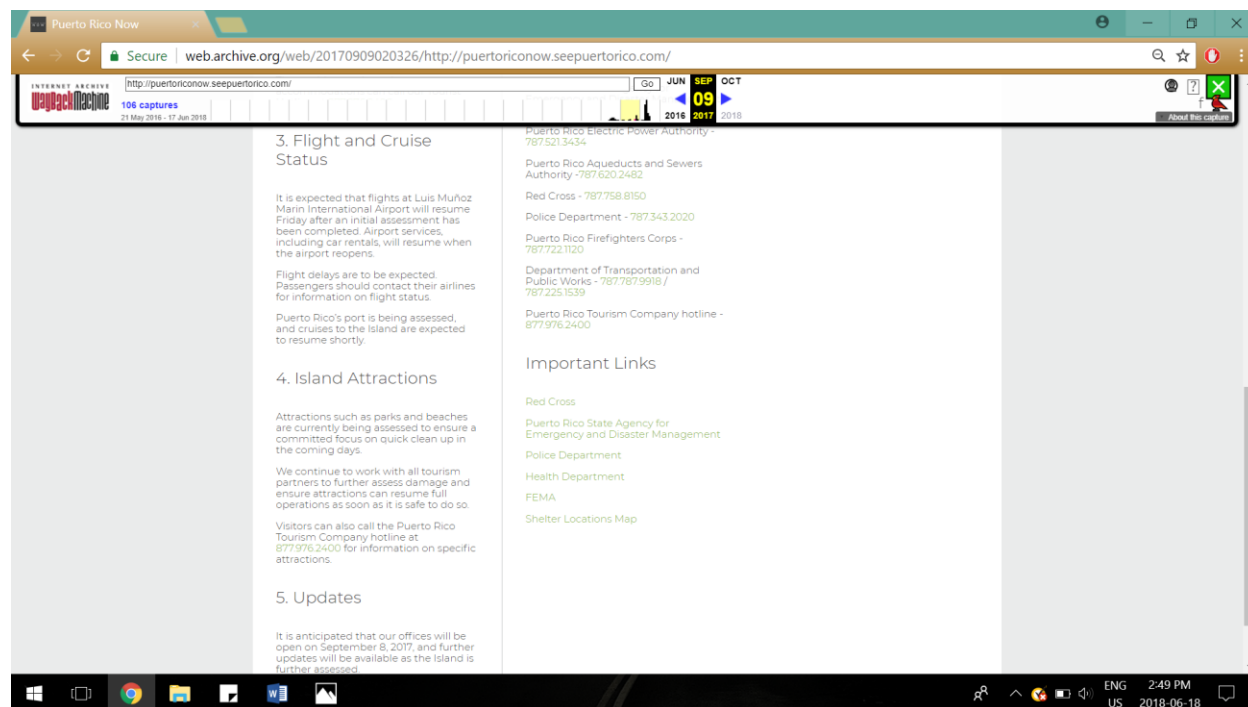 Puerto Rico Now
Secure web.archive.org/web/20170909020326/http://puertoriconow.seepuertorico.com/
INTERNET ARCHIVE
WayBackMachine
http://puertoriconow.seepuertorico.com/
Go
JUN SEP OCT
106 captures
09
21 May 2016 - 17 Jun 2018
2016 2017 2018
?
f
About this capture
3. Flight and Cruise
Status
It is expected that flights at Luis Muñoz
Marin International Airport will resume
Friday after an initial assessment has
been completed. Airport services,
including car rentals, will resume when
the airport reopens.
Flight delays are to be expected.
Passengers should contact their airlines
for information on flight status.
Puerto Rico's port is being assessed,
and cruises to the Island are expected
to resume shortly.
4. Island Attractions
Attractions such as parks and beaches
are currently being assessed to ensure a
committed focus on quick clean up in
the coming days.
We continue to work with all tourism
partners to further assess damage and
ensure attractions can resume full
operations as soon as it is safe to do so.
Visitors can also call the Puerto Rico
Tourism Company hotline at
877.976.2400 for information on specific
attractions.
5. Updates
It is anticipated that our offices will be
open on September 8, 2017, and further
updates will be available as the Island is
further assessed.
Puerto Rico Electric Power Authority -
787.521.3434
Puerto Rico Aqueducts and Sewers
Authority -787.620.2482
Red Cross - 787.758.8150
Police Department - 787.343.2020
Puerto Rico Firefighters Corps -
787.722.1120
Department of Transportation and
Public Works - 787.787.9918 /
787.225.1539
Puerto Rico Tourism Company hotline -
877.976.2400
Important Links
Red Cross
Puerto Rico State Agency for
Emergency and Disaster Management
Police Department
Health Department
FEMA
Shelter Locations Map
ENG
US
2:49 PM
2018-06-18